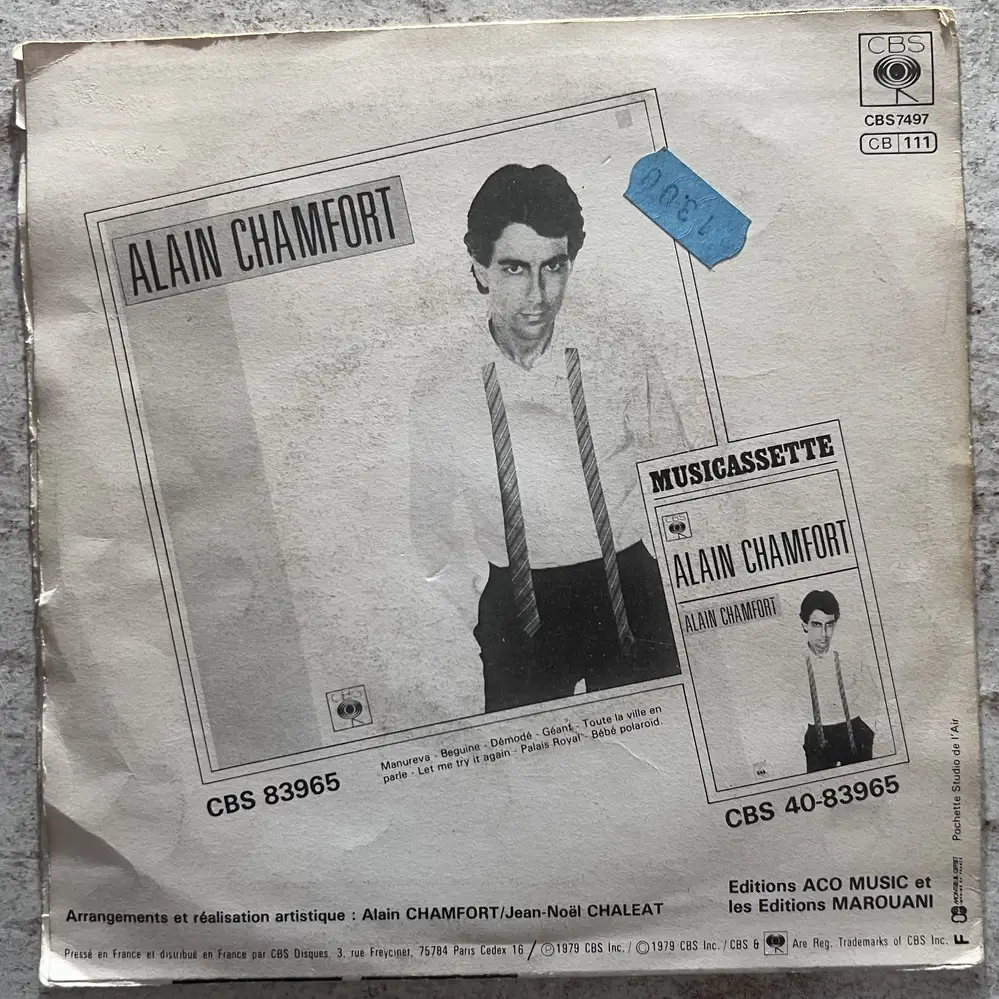 CBS
CBS7497
CB 111
1300
ALAIN CHAMFORT
MUSICASSETTE
CBS
ALAIN CHAMFORT
ALAIN CHAMFORT
CBS
Manureva - Beguine - Démodé - Géant - Toute la ville en
parle - Let me try it again - Palais Royal - Bébé polaroid.
CBS 83965
CBS 40-83965
Pochette Studio de l'Air
Editions ACO MUSIC et
les Editions MAROUANI
Arrangements et réalisation artistique : Alain CHAMFORT/Jean-Noël CHALEAT
Pressé en France et distribué en France par CBS Disques, 3, rue Freycinet, 75784 Paris Cedex 16 / Ⓟ 1979 CBS Inc. / © 1979 CBS Inc. / CBS & Are Reg. Trademarks of CBS Inc.
F